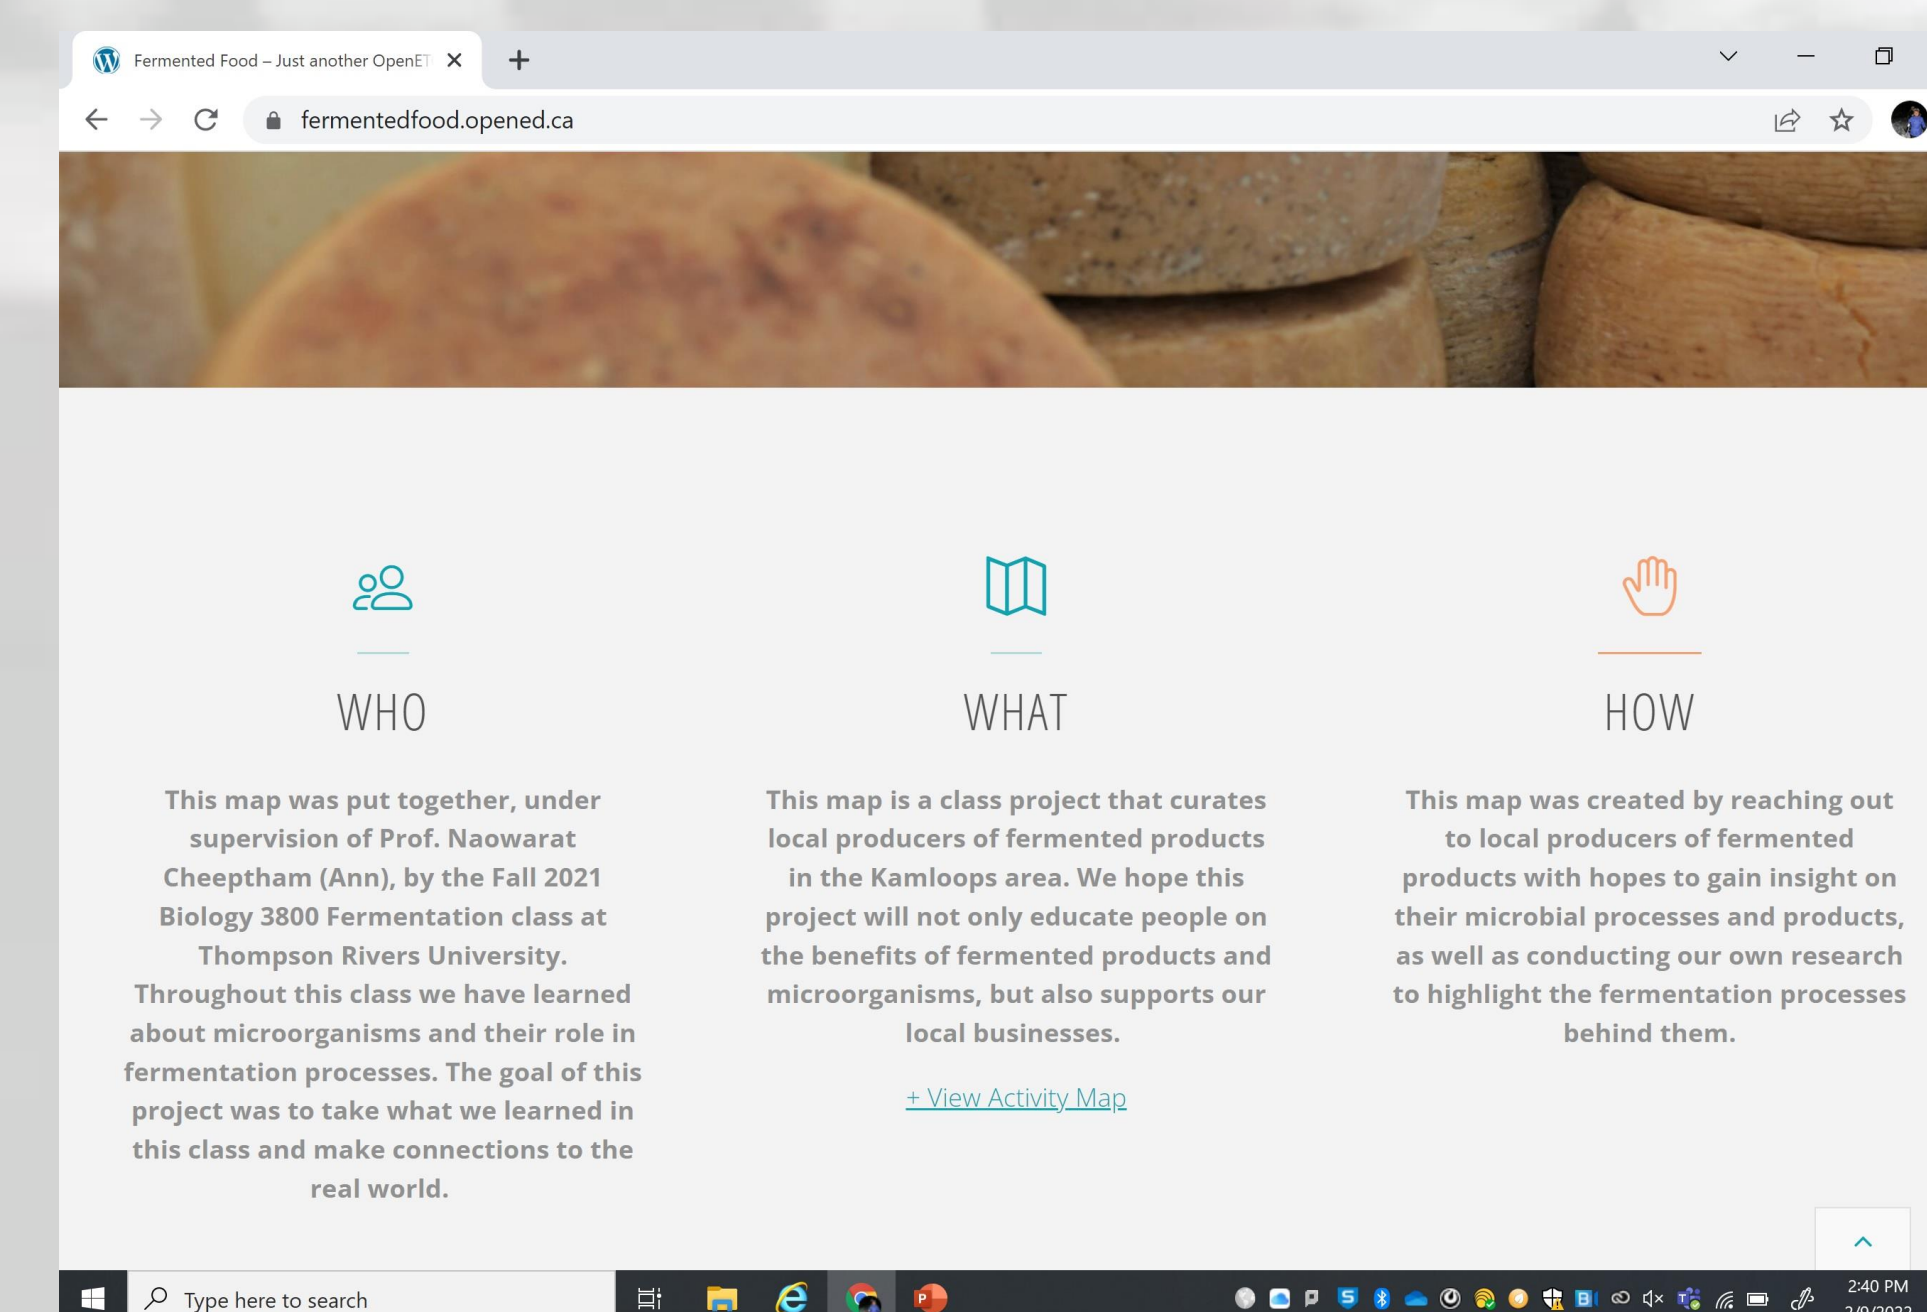 Fermented Food – Just another OpenET
fermentedfood.opened.ca
WHO
This map was put together, under
supervision of Prof. Naowarat
Cheeptham (Ann), by the Fall 2021
Biology 3800 Fermentation class at
Thompson Rivers University.
Throughout this class we have learned
about microorganisms and their role in
fermentation processes. The goal of this
project was to take what we learned in
this class and make connections to the
real world.
WHAT
This map is a class project that curates
local producers of fermented products
in the Kamloops area. We hope this
project will not only educate people on
the benefits of fermented products and
microorganisms, but also supports our
local businesses.
+ View Activity Map
HOW
This map was created by reaching out
to local producers of fermented
products with hopes to gain insight on
their microbial processes and products,
as well as conducting our own research
to highlight the fermentation processes
behind them.
Type here to search
2:40 PM